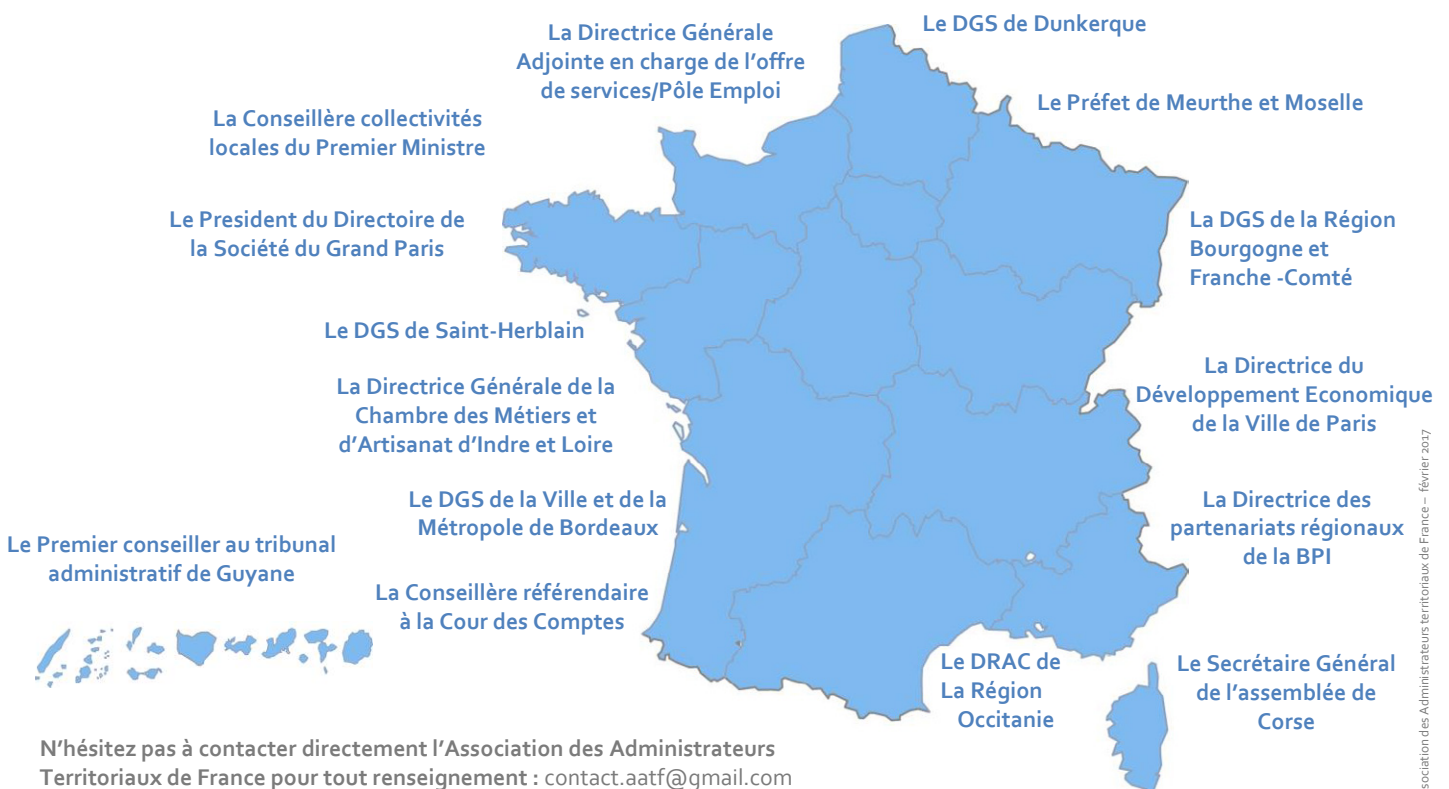 La Directrice Générale
Adjointe en charge de l'offre
de services/Pôle Emploi
Le DGS de Dunkerque
Le Préfet de Meurthe et Moselle
La Conseillère collectivités
locales du Premier Ministre
Le President du Directoire de
la Société du Grand Paris
La DGS de la Région
Bourgogne et
Franche -Comté
Le DGS de Saint-Herblain
La Directrice du
Développement Economique
de la Ville de Paris
La Directrice Générale de la
Chambre des Métiers et
d'Artisanat d'Indre et Loire
Le DGS de la Ville et de la
Métropole de Bordeaux
La Directrice des
partenariats régionaux
de la BPI
Le Premier conseiller au tribunal
administratif de Guyane
La Conseillère référendaire
à la Cour des Comptes
Le DRAC de
La Région
Occitanie
Le Secrétaire Général
de l'assemblée de
Corse
N'hésitez pas à contacter directement l'Association des Administrateurs
Territoriaux de France pour tout renseignement : contact.aatf@gmail.com
sociation des Administrateurs territoriaux de France – février 2017